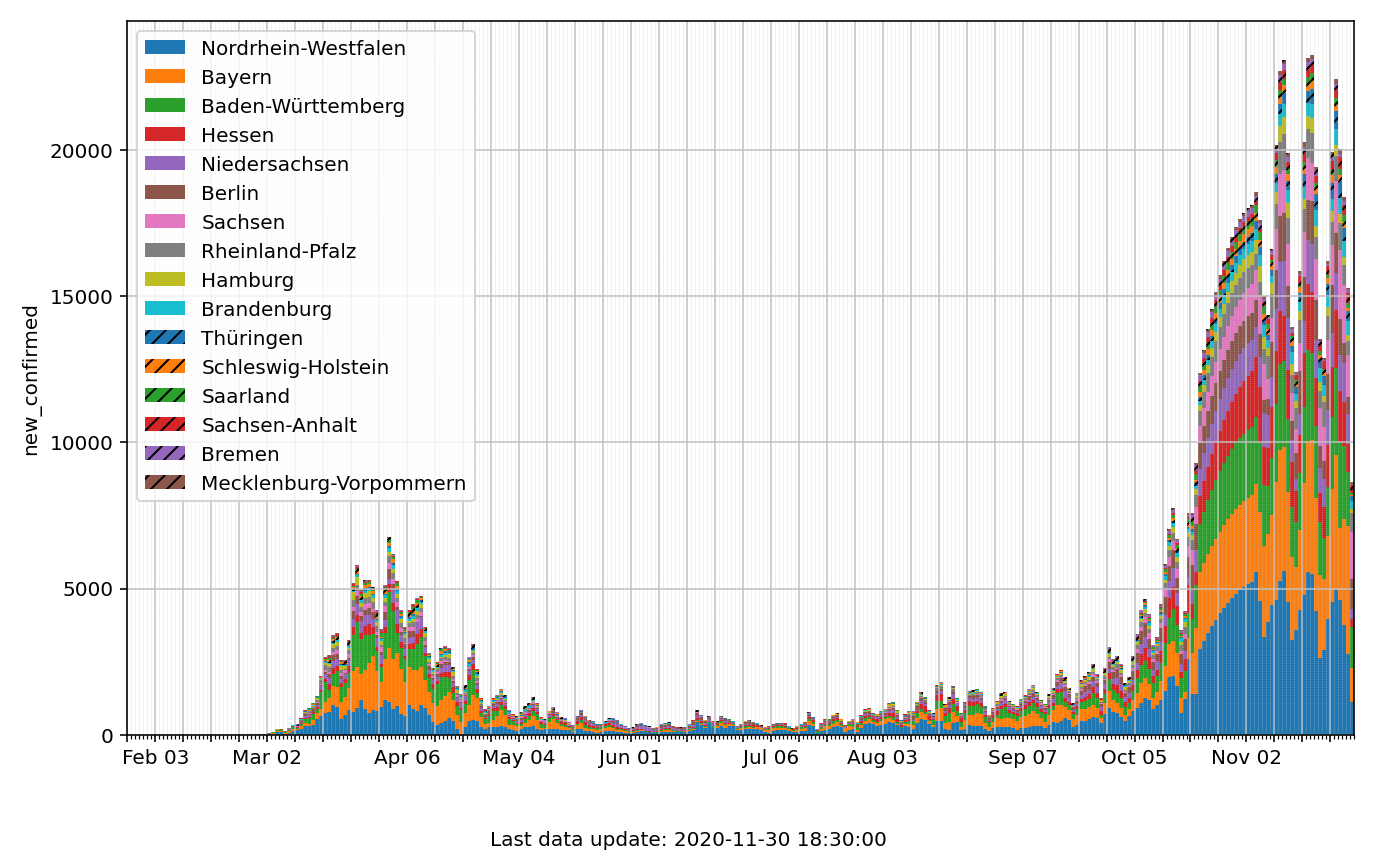 Nordrhein-Westfalen
Bayern
Baden-Württemberg
Hessen
Niedersachsen
Berlin
Sachsen
Rheinland-Pfalz
Hamburg
Brandenburg
Thüringen
Schleswig-Holstein
Saarland
Sachsen-Anhalt
Bremen
Mecklenburg-Vorpommern
new_confirmed
20000
15000
10000
5000
0
Feb 03 Mar 02 Apr 06 May 04 Jun 01 Jul 06 Aug 03 Sep 07 Oct 05 Nov 02
Last data update: 2020-11-30 18:30:00